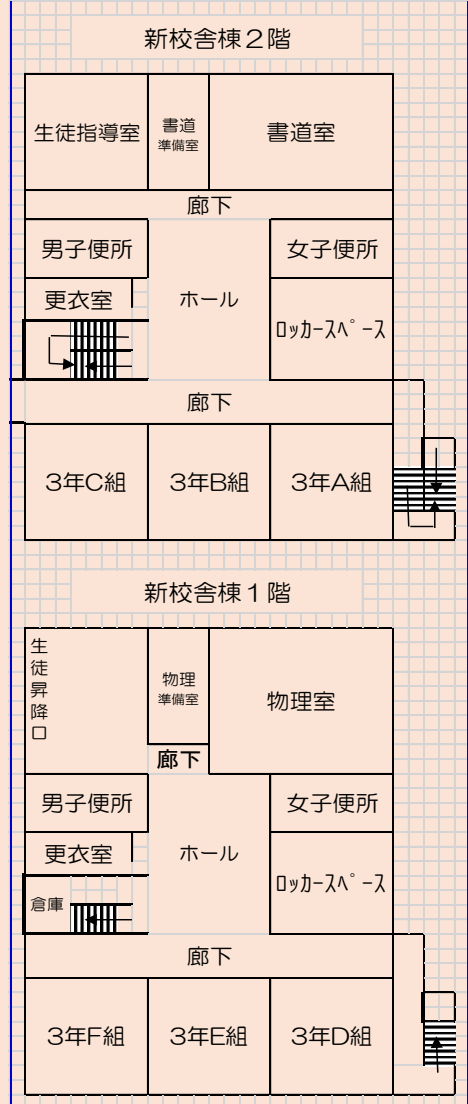 新校舎棟２階
生徒指導室
書道
準備室
書道室
廊下
男子便所
女子便所
更衣室
ホール
ﾛｯｶｰｽﾍﾟｰｽ
廊下
3年C組
3年B組
3年A組
新校舎棟１階
生徒昇降口
物理
準備室
物理室
廊下
男子便所
女子便所
更衣室
ホール
ﾛｯｶｰｽﾍﾟｰｽ
倉庫
廊下
3年F組
3年E組
3年D組